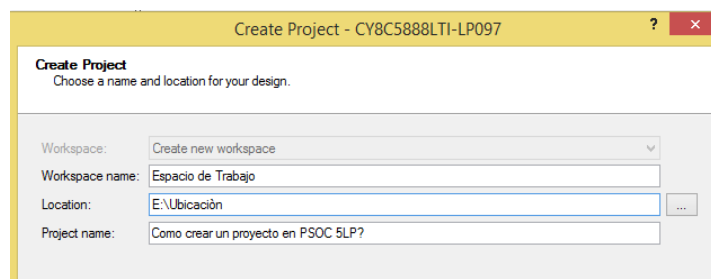 Create Project - CY8C5888LTI-LP097
?
×
Create Project
Choose a name and location for your design.
Workspace: Create new workspace
Workspace name: Espacio de Trabajo
Location: E:\Ubicaciòn
...
Project name: Como crear un proyecto en PSOC 5LP?